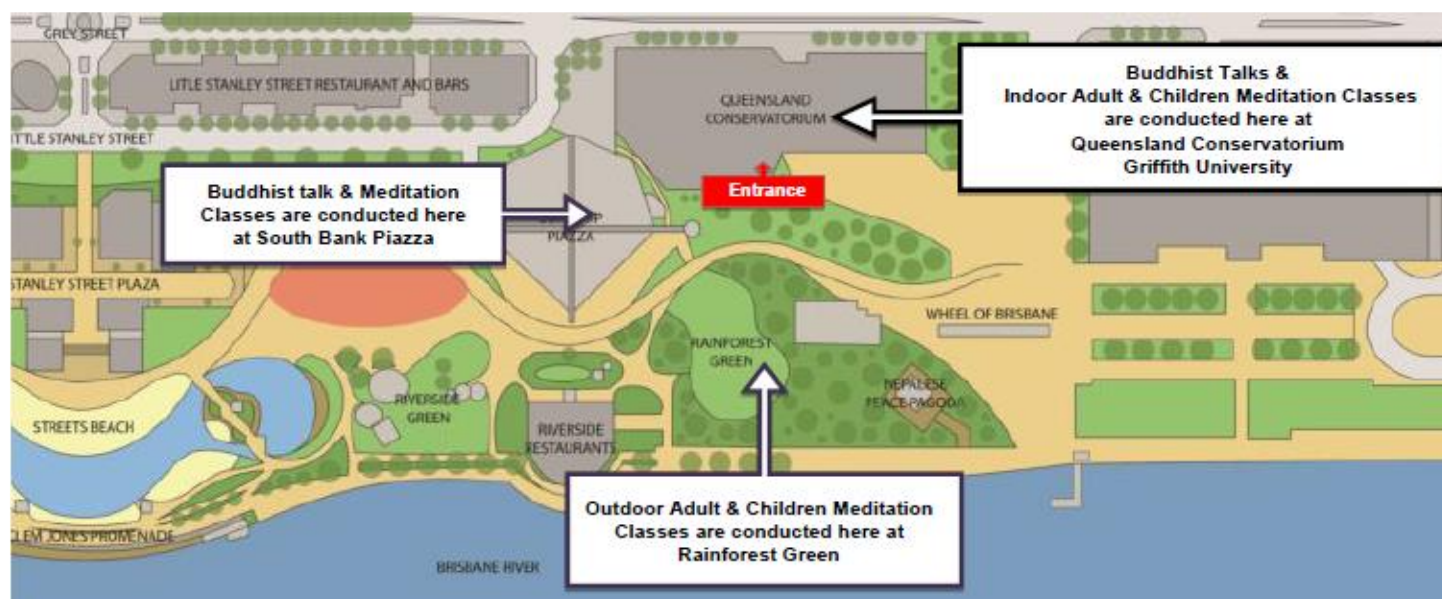 GREY STREET
LITLE STANLEY STREET RESTAURANT AND BARS
QUEENSLAND
CONSERVATORIUM
Buddhist Talks &
Indoor Adult & Children Meditation Classes
are conducted here at
Queensland Conservatorium
Griffith University
STANLEY STREET
Buddhist talk & Meditation
Classes are conducted here
at South Bank Piazza
Entrance
PIAZZA
STANLEY STREET PLAZA
WHEEL OF BRISBANE
RAINFOREST
GREEN
NEPALESE
PEACE PAGODA
RIVERSIDE
GREEN
STREETS BEACH
RIVERSIDE
RESTAURANTS
Outdoor Adult & Children Meditation
Classes are conducted here at
Rainforest Green
CLEM JONES PROMENADE
BRISBANE RIVER